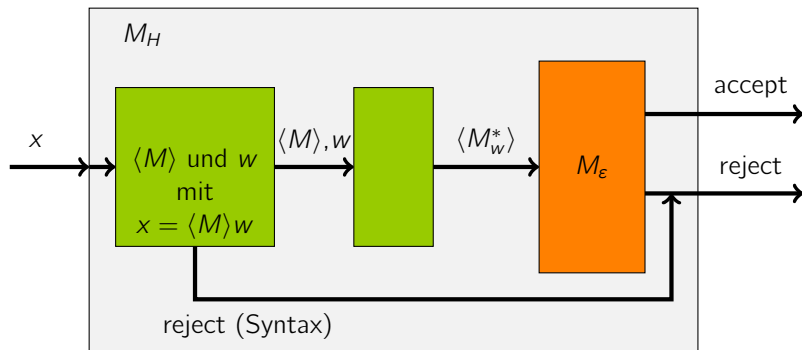 M_H
accept
x
⟨M⟩ und w
mit
x = ⟨M⟩w
⟨M⟩, w
⟨M*_w⟩
M_ε
reject
reject (Syntax)